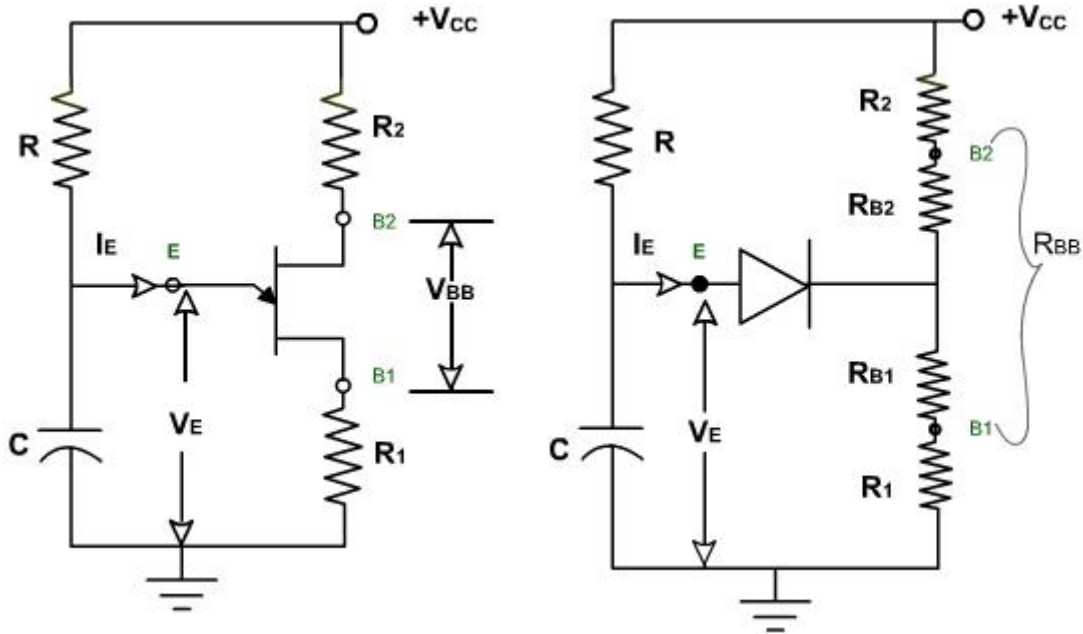 +VCC
R
R2
B2
IE
E
VBB
B1
VE
C
R1
+VCC
R2
B2
R
RB2
RBB
IE
E
RB1
B1
VE
C
R1